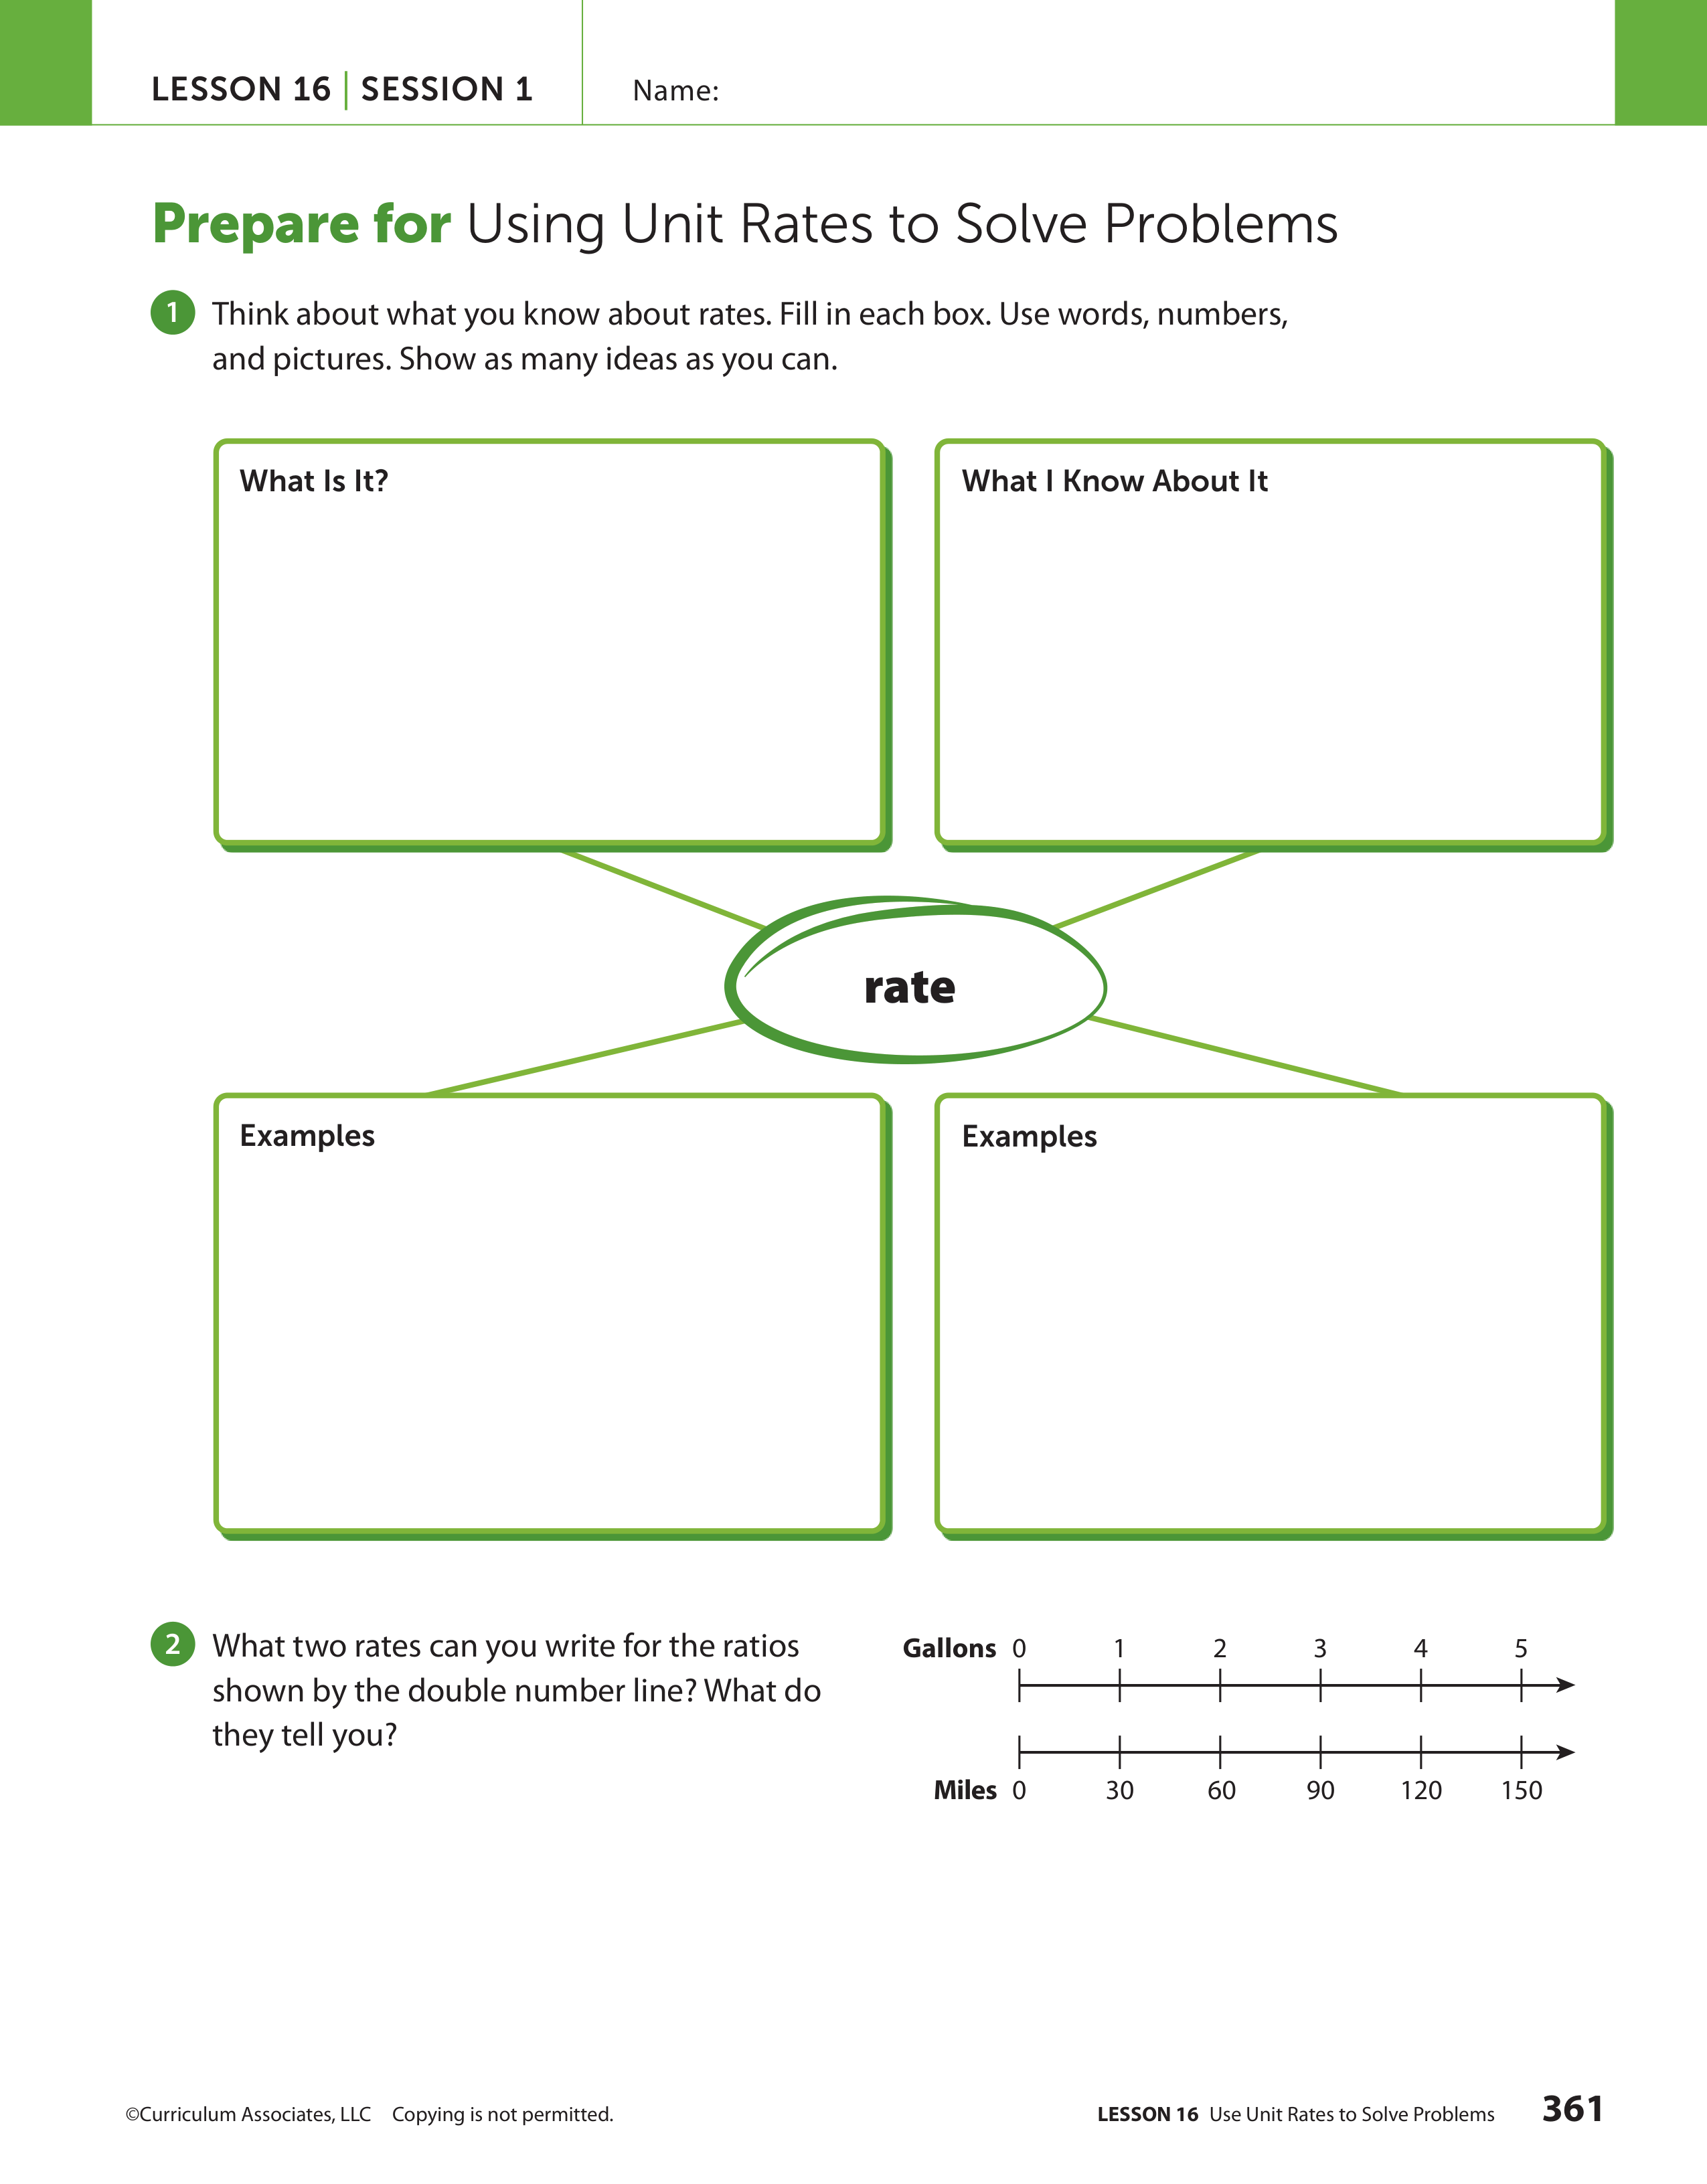 LESSON 16 | SESSION 1
Name:
Prepare for Using Unit Rates to Solve Problems
1 Think about what you know about rates. Fill in each box. Use words, numbers,
and pictures. Show as many ideas as you can.
What Is It?
What I Know About It
rate
Examples
Examples
2 What two rates can you write for the ratios
shown by the double number line? What do
they tell you?
Gallons 0 1 2 3 4 5
Miles 0 30 60 90 120 150
©Curriculum Associates, LLC Copying is not permitted.
LESSON 16 Use Unit Rates to Solve Problems 361